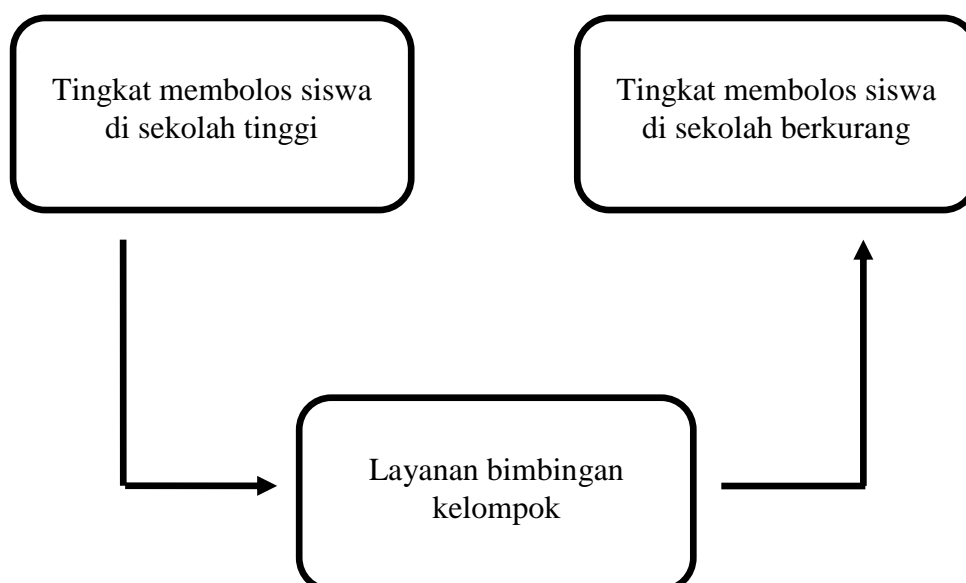 Tingkat membolos siswa
di sekolah tinggi
Tingkat membolos siswa
di sekolah berkurang
Layanan bimbingan
kelompok